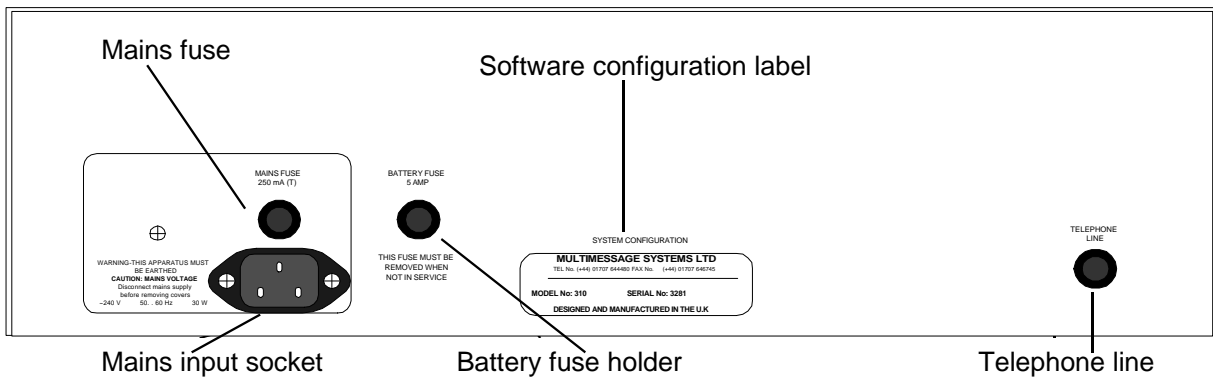 Mains fuse
Software configuration label
MAINS FUSE
250 mA (T)
BATTERY FUSE
5 AMP
WARNING-THIS APPARATUS MUST
BE EARTHED
CAUTION: MAINS VOLTAGE
Disconnect mains supply
before removing covers
~240 V 50. . 60 Hz 30 W
THIS FUSE MUST BE
REMOVED WHEN
NOT IN SERVICE
SYSTEM CONFIGURATION
MULTIMESSAGE SYSTEMS LTD
TEL No. (+44) 01707 644480 FAX No. (+44) 01707 646745
MODEL No: 310 SERIAL No: 3281
DESIGNED AND MANUFACTURED IN THE U.K
TELEPHONE
LINE
Mains input socket
Battery fuse holder
Telephone line